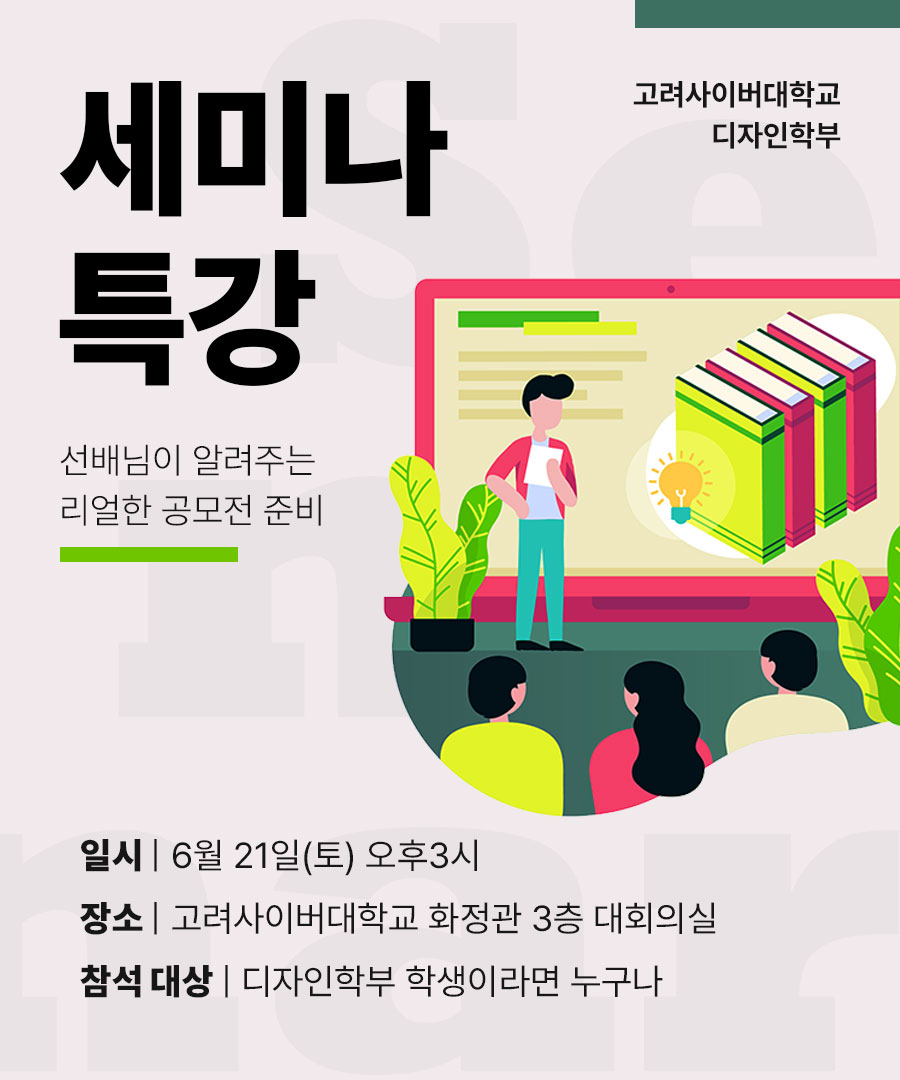 세미나
특강
고려사이버대학교
디자인학부
선배님이 알려주는
리얼한 공모전 준비
일시 | 6월 21일(토) 오후3시
장소 | 고려사이버대학교 화정관 3층 대회의실
참석 대상 | 디자인학부 학생이라면 누구나
Se
mi
nar